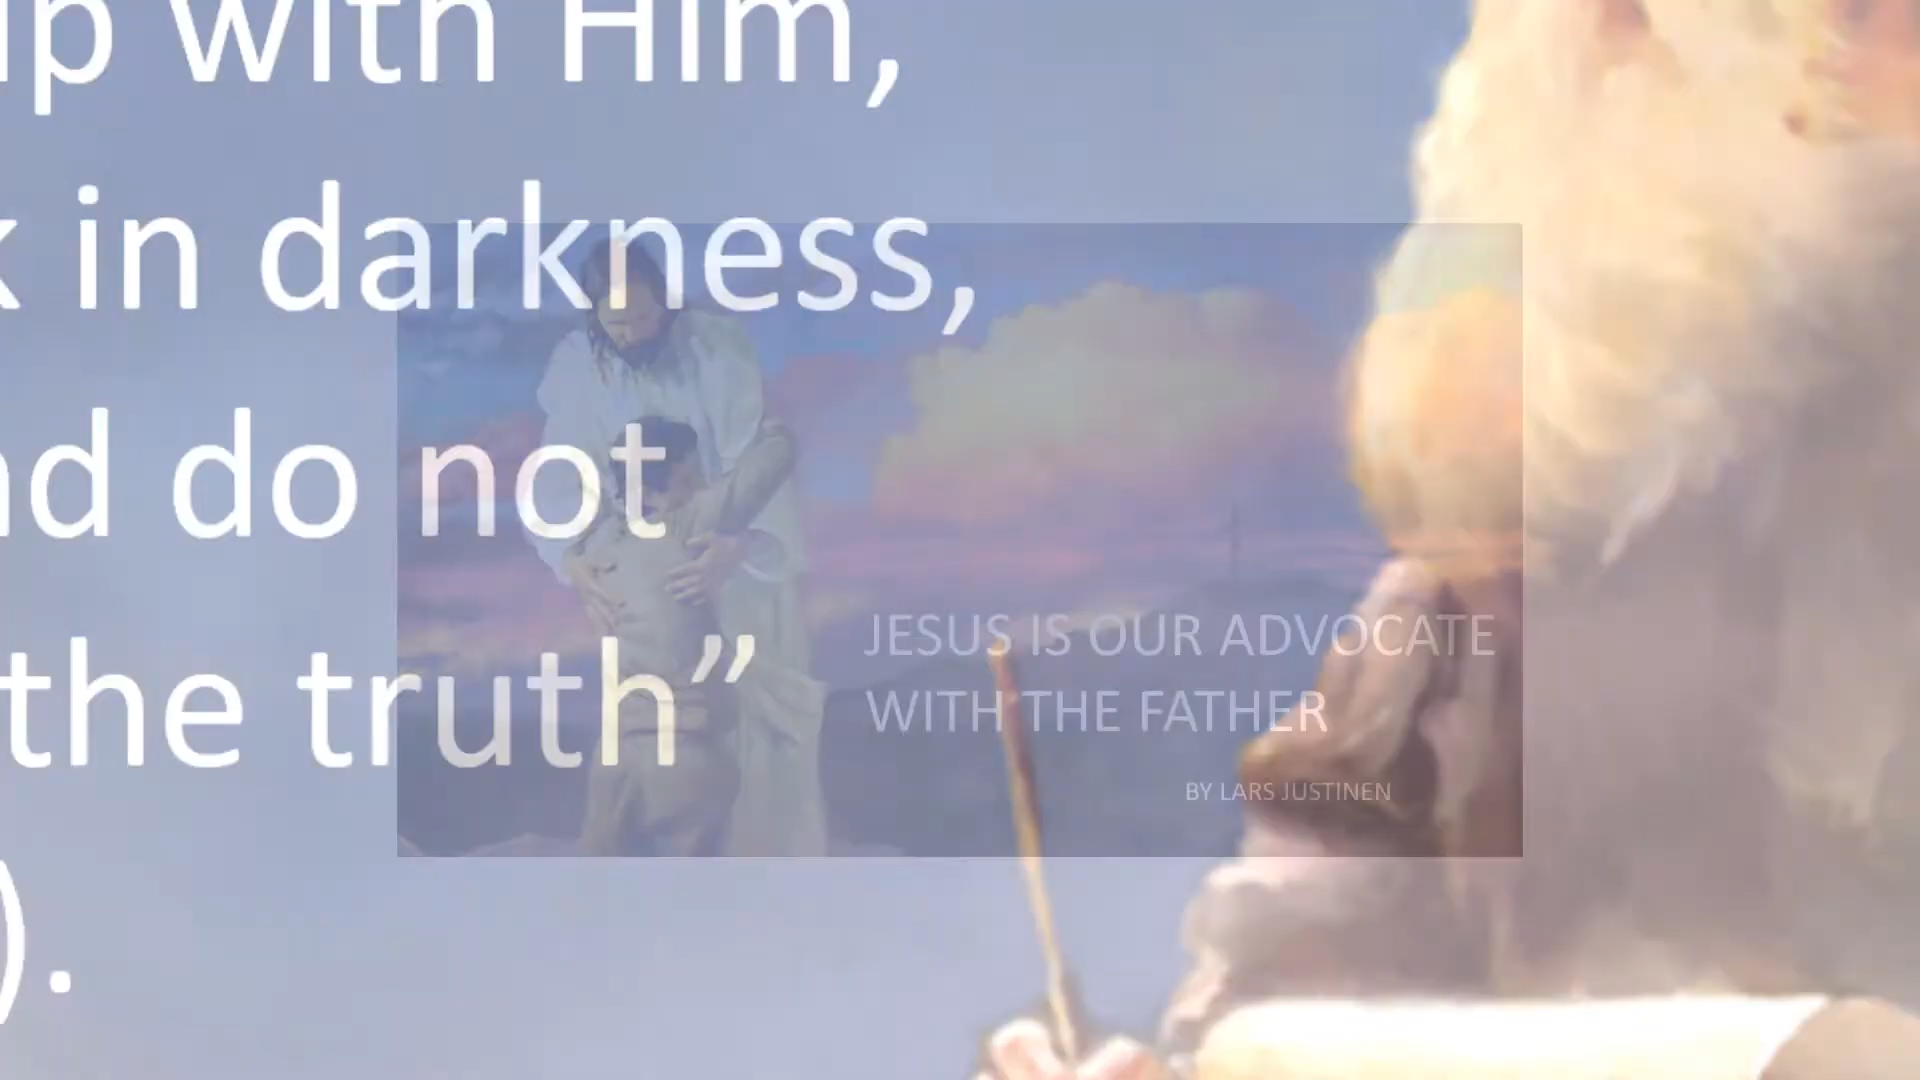 with Him,
in darkness,
do not
the truth”
).
JESUS IS OUR ADVOCATE
WITH THE FATHER
BY LARS JUSTINEN